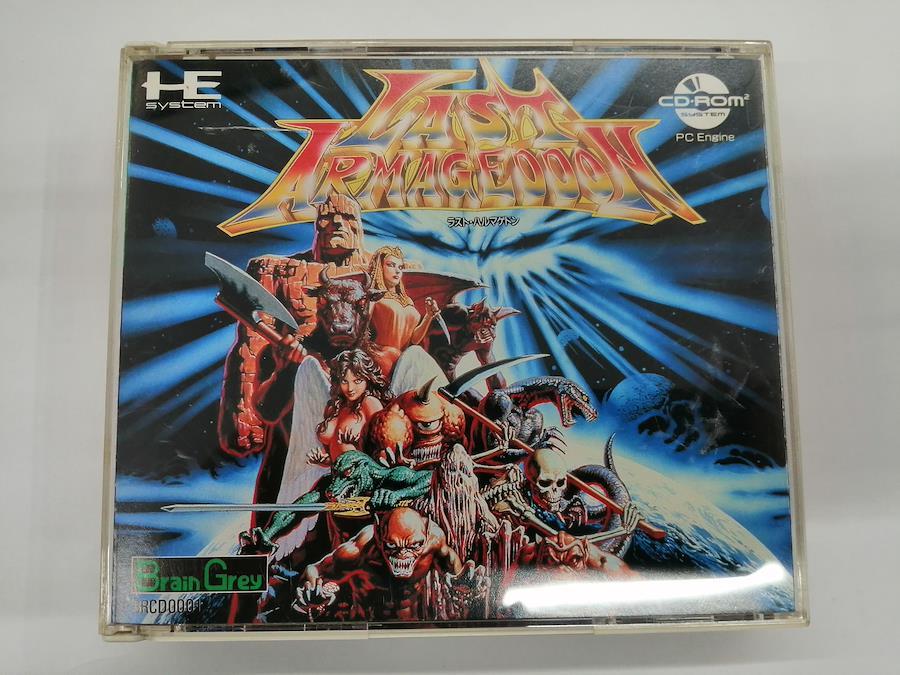 HE
system
LAST
ARMAGEDDON
ラスト・ハルマゲドン
CD-ROM²
SYSTEM
PC Engine
Brain Grey
BRCD0001